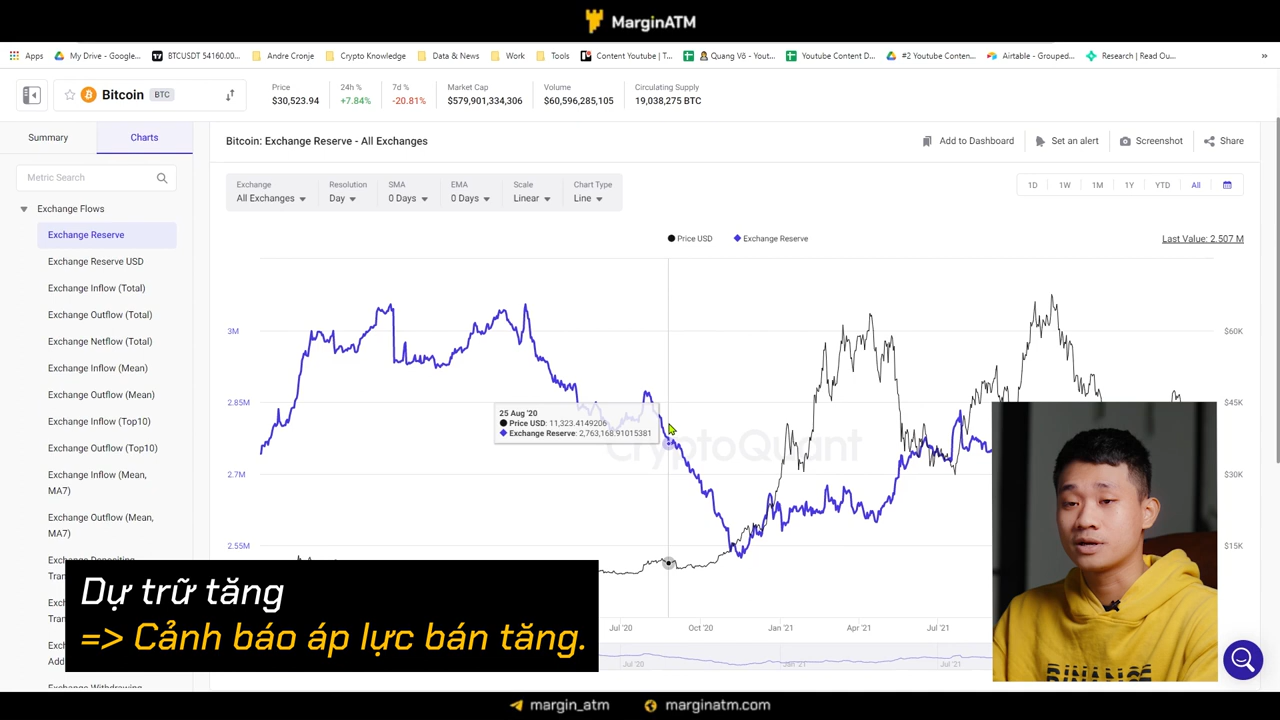 MarginATM
Apps My Drive - Google... BTCUSDT 54160.00... Andre Cronje Crypto Knowledge Data & News Work Tools Content Youtube | T... Quang Võ - Yout... Youtube Content D... #2 Youtube Conten... Airtable - Grouped... Research | Read Ou... »
Bitcoin BTC
Price 24h % 7d % Market Cap Volume Circulating Supply
$30,523.94 +7.84% -20.81% $579,901,334,306 $60,596,285,105 19,038,275 BTC
Summary Charts
Bitcoin: Exchange Reserve - All Exchanges
Add to Dashboard Set an alert Screenshot Share
Metric Search
Exchange Resolution SMA EMA Scale Chart Type
All Exchanges Day 0 Days 0 Days Linear Line
1D 1W 1M 1Y YTD All
Exchange Flows
Exchange Reserve
Exchange Reserve USD
Exchange Inflow (Total)
Exchange Outflow (Total)
Exchange Netflow (Total)
Exchange Inflow (Mean)
Exchange Outflow (Mean)
Exchange Inflow (Top10)
Exchange Outflow (Top10)
Exchange Inflow (Mean,
MA7)
Exchange Outflow (Mean,
MA7)
Exchange Depositing
Price USD Exchange Reserve
Last Value: 2.507 M
3M $60K
2.85M $45K
2.7M $30K
2.55M $15K
25 Aug '20
Price USD: 11,323.4149206
Exchange Reserve: 2,763,168.91015381
CryptoQuant
Jul '20 Oct '20 Jan '21 Apr '21 Jul '21
Jul '20 Jan '21 Jul '21
Dự trữ tăng
=> Cảnh báo áp lực bán tăng.
BINANCE
margin_atm marginatm.com